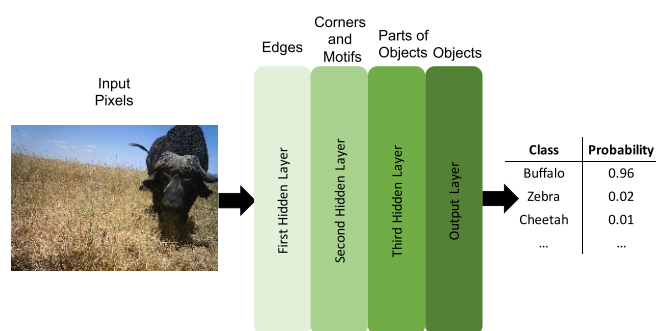 Input
Pixels
Edges
Corners
and
Motifs
Parts of
Objects
Objects
First Hidden Layer
Second Hidden Layer
Third Hidden Layer
Output Layer
Class Probability
Buffalo 0.96
Zebra 0.02
Cheetah 0.01
... ...